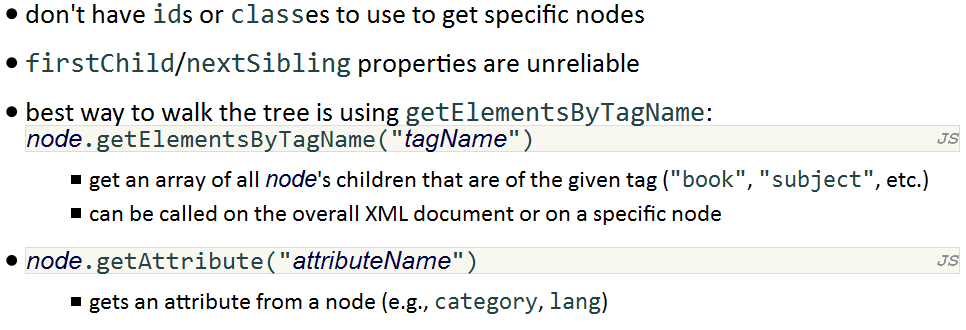 • don't have ids or classes to use to get specific nodes
• firstChild/nextSibling properties are unreliable
• best way to walk the tree is using getElementsByTagName:
node.getElementsByTagName("tagName") JS
▪ get an array of all node's children that are of the given tag ("book", "subject", etc.)
▪ can be called on the overall XML document or on a specific node
• node.getAttribute("attributeName") JS
▪ gets an attribute from a node (e.g., category, lang)